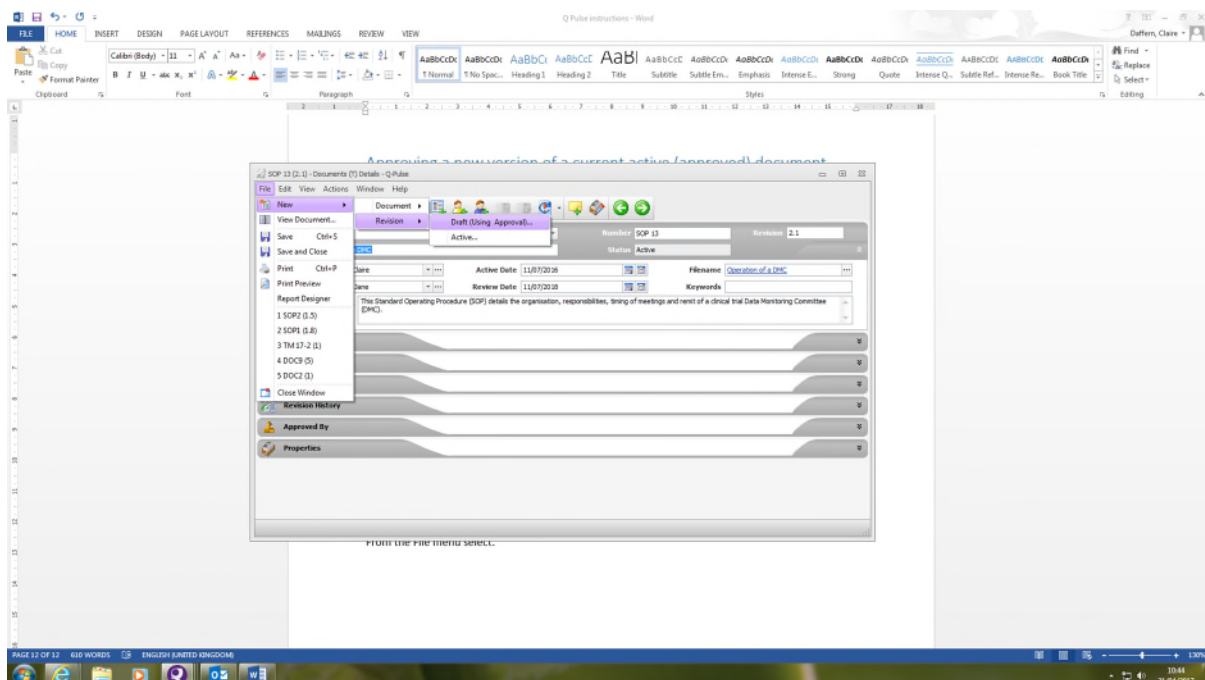 Q Pulse instructions - Word
FILE HOME INSERT DESIGN PAGE LAYOUT REFERENCES MAILINGS REVIEW VIEW
Daffern, Claire
Cut
Copy
Format Painter
Paste
Calibri (Body) 11
Clipboard Font Paragraph Styles Editing
AaBbCcDc AaBbCcDc AaBbCc AaBbCcC AaBl AaBbCcC AaBbCcDc AaBbCcDc AaBbCcDc AaBbCcDc AaBbCcDc AaBbCcDc AaBbCcDc AaBbCcDc AaBbCcDc
¶ Normal ¶ No Spac... Heading 1 Heading 2 Title Subtitle Subtle Em... Emphasis Intense E... Strong Quote Intense Q... Subtle Ref... Intense Re... Book Title
Find
Replace
Select
Approving a new version of a current active (approved) document
SOP 13 (2.1) - Documents (?) Details - Q-Pulse
File Edit View Actions Window Help
New
View Document...
Save Ctrl+S
Save and Close
Print Ctrl+P
Print Preview
Report Designer
1 SOP2 (1.5)
2 SOP1 (1.8)
3 TM 17-2 (1)
4 DOC9 (5)
5 DOC2 (1)
Close Window
Document
Revision
Draft (Using Approval)...
Active...
Number SOP 13 Revision 2.1
DMC
Status Active
Claire Active Date 11/07/2016 Filename Operation of a DMC
Review Date 11/07/2018 Keywords
This Standard Operating Procedure (SOP) details the organisation, responsibilities, timing of meetings and remit of a clinical trial Data Monitoring Committee
(DMC).
Revision History
Approved By
Properties
From the File menu select.
PAGE 12 OF 12 610 WORDS ENGLISH (UNITED KINGDOM)
130%
10:44
21/04/2017